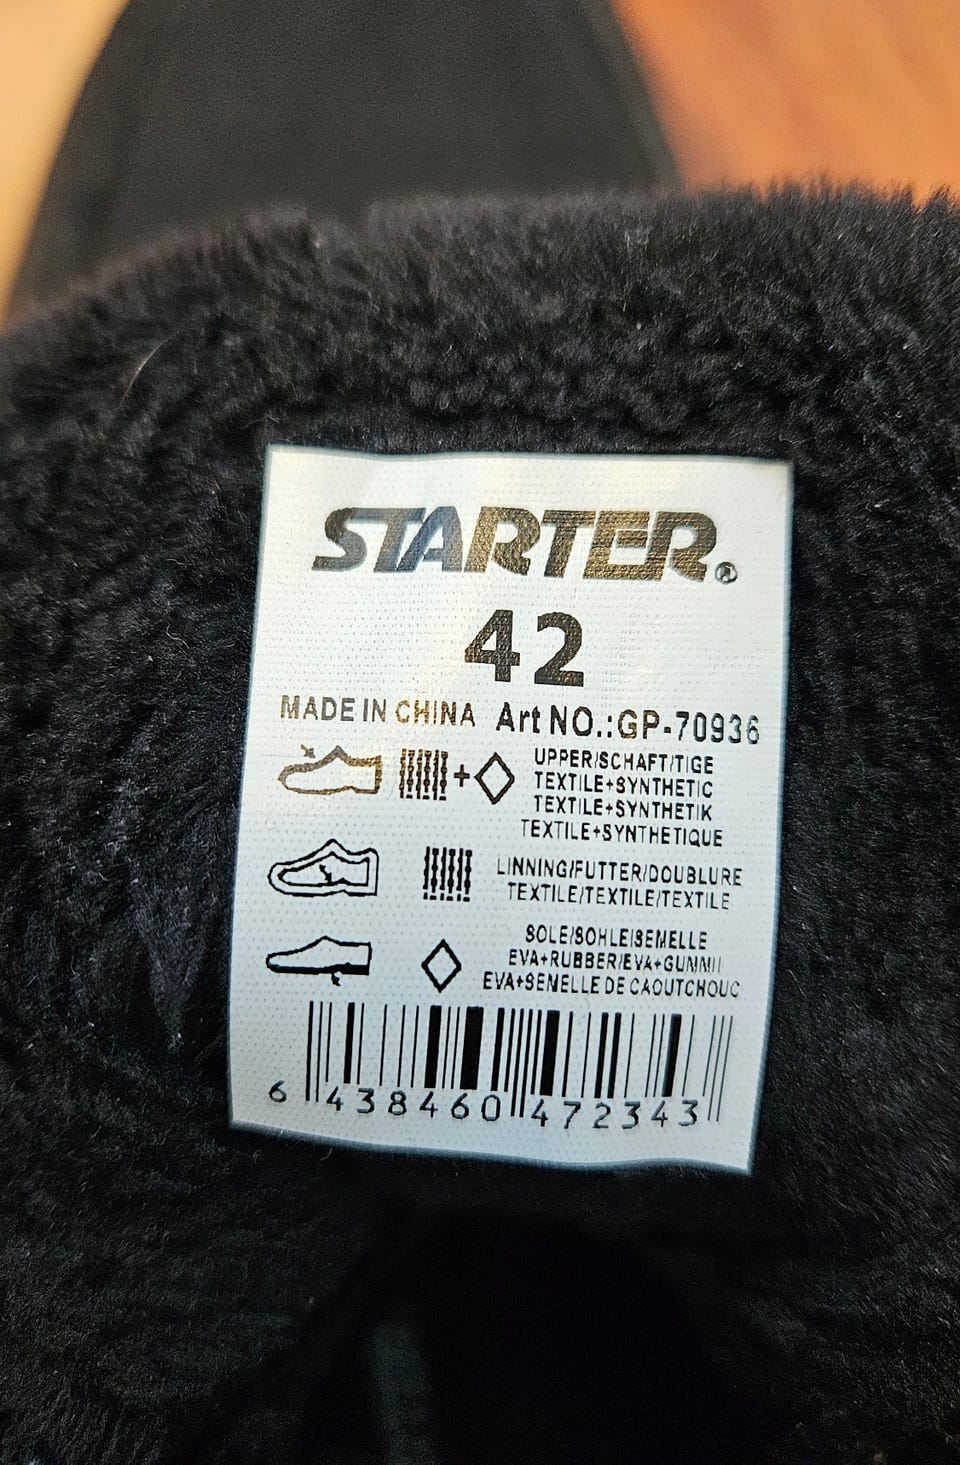 STARTER®
42
MADE IN CHINA Art NO.:GP-70936
UPPER/SCHAFT/TIGE
TEXTILE+SYNTHETIC
TEXTILE+SYNTHETIK
TEXTILE+SYNTHETIQUE
LINNING/FUTTER/DOUBLURE
TEXTILE/TEXTILE/TEXTILE
SOLE/SOHLE/SEMELLE
EVA+RUBBER/EVA+GUMMI
EVA+SEMELLE DE CAOUTCHOUC
6 438460 472343